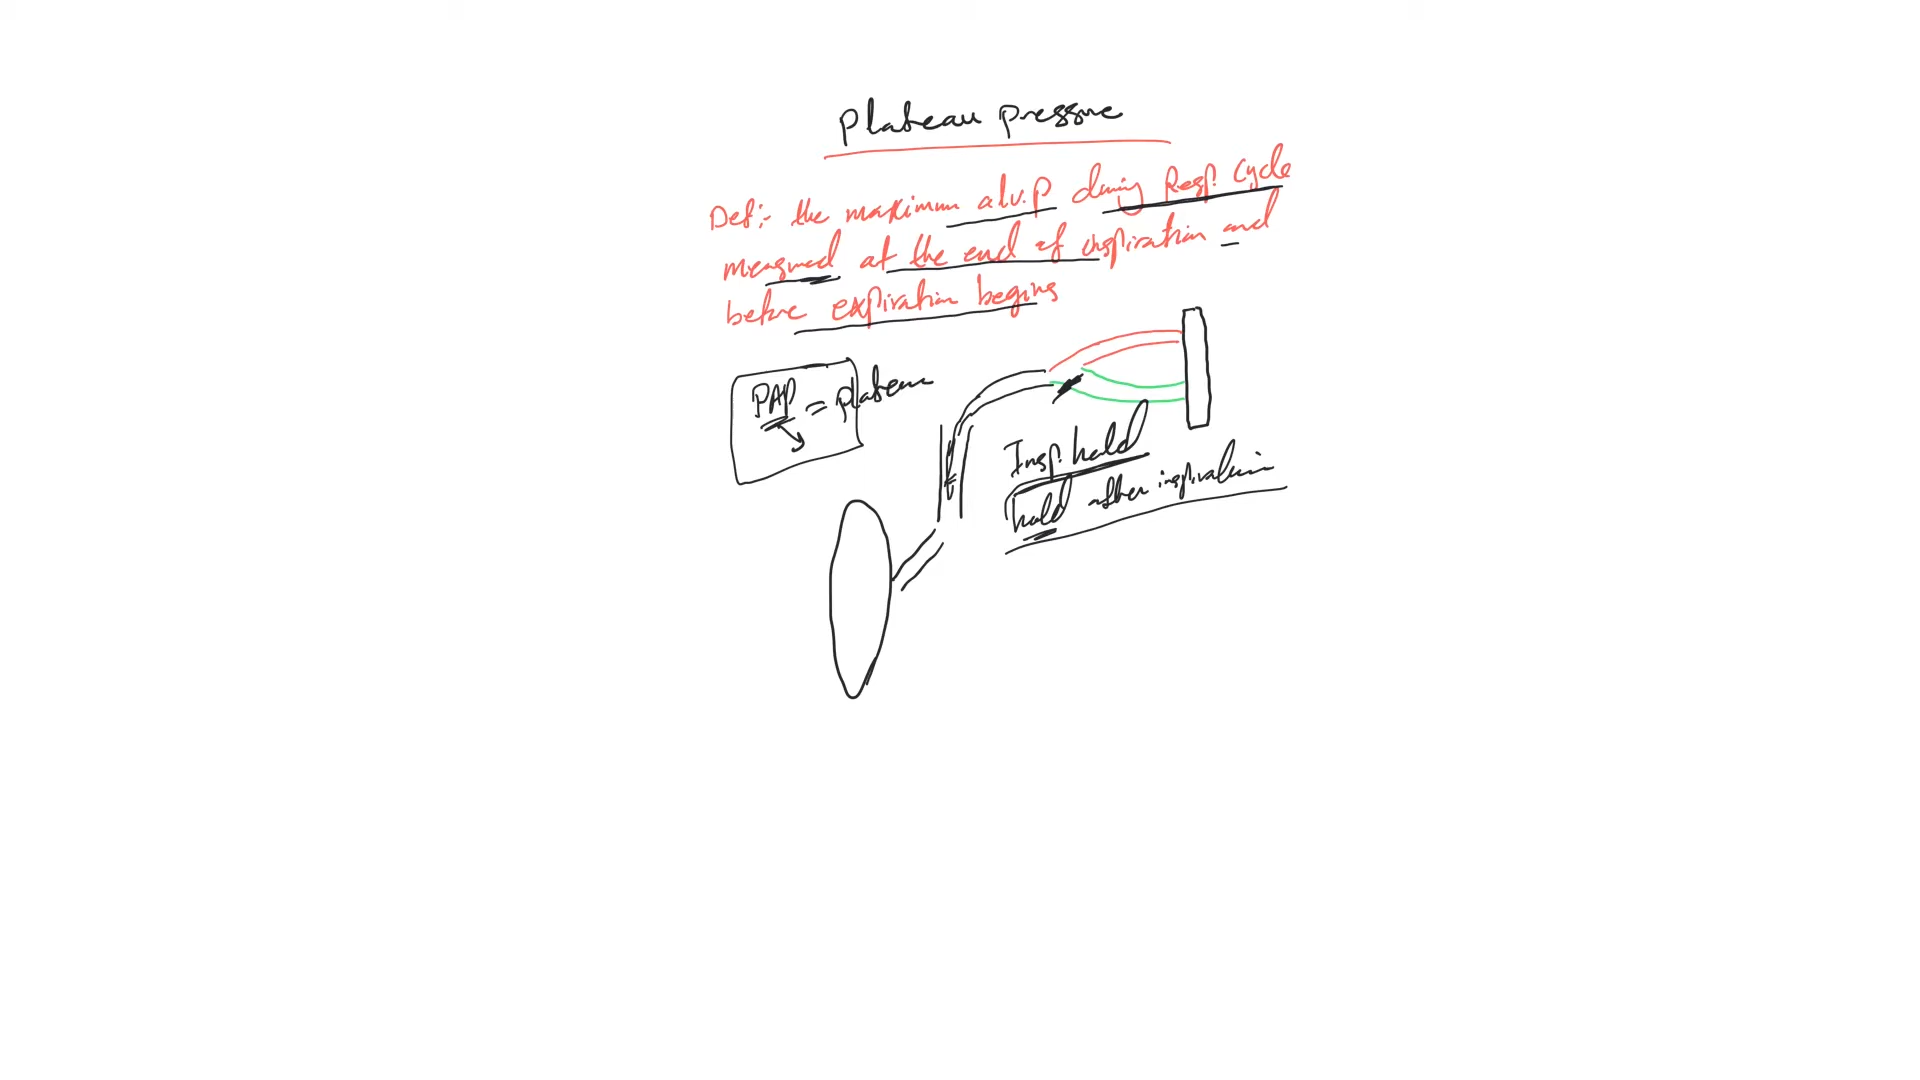 Plateau pressure
Def:- the maximum alv.P during Resp. Cycle
measured at the end of inspiration and
before expiration begins
PAP = plateau
Insp. hold
hold after inspiration